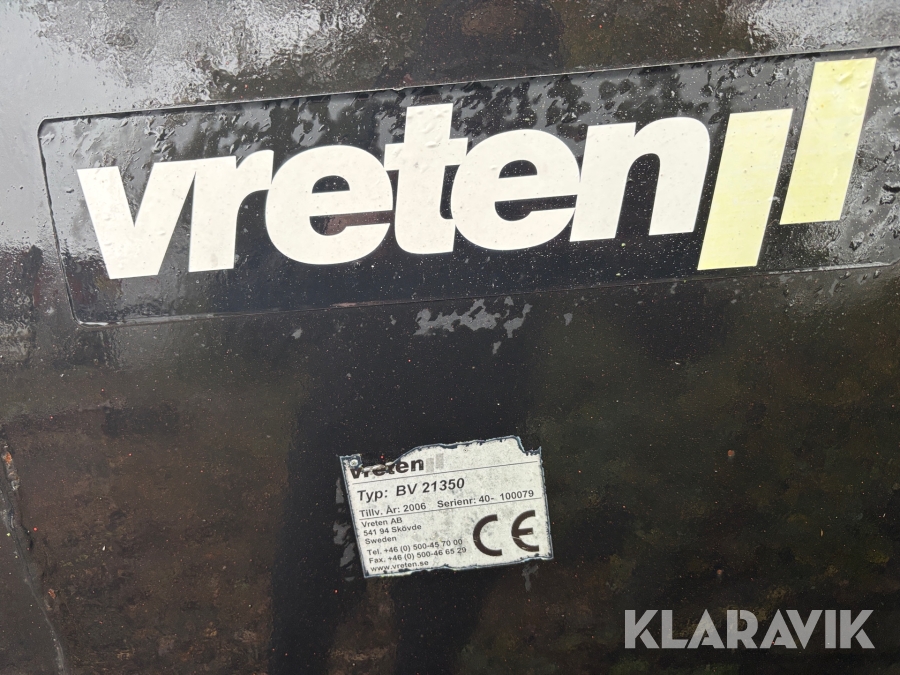 vreten
vreten
Typ: BV 21350
Tillv. År: 2006 Serienr: 40- 100079
Vreten AB
541 94 Skövde
Sweden
Tel. +46 (0) 500-45 70 00
Fax. +46 (0) 500-46 65 29
www.vreten.se
CE
KLARAVIK